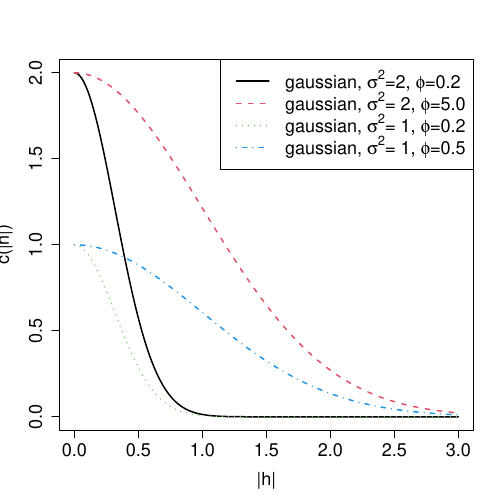 gaussian, σ²=2, ϕ=0.2
gaussian, σ²= 2, ϕ=5.0
gaussian, σ²= 1, ϕ=0.2
gaussian, σ²= 1, ϕ=0.5
c(|h|)
2.0
1.5
1.0
0.5
0.0
0.0 0.5 1.0 1.5 2.0 2.5 3.0
|h|